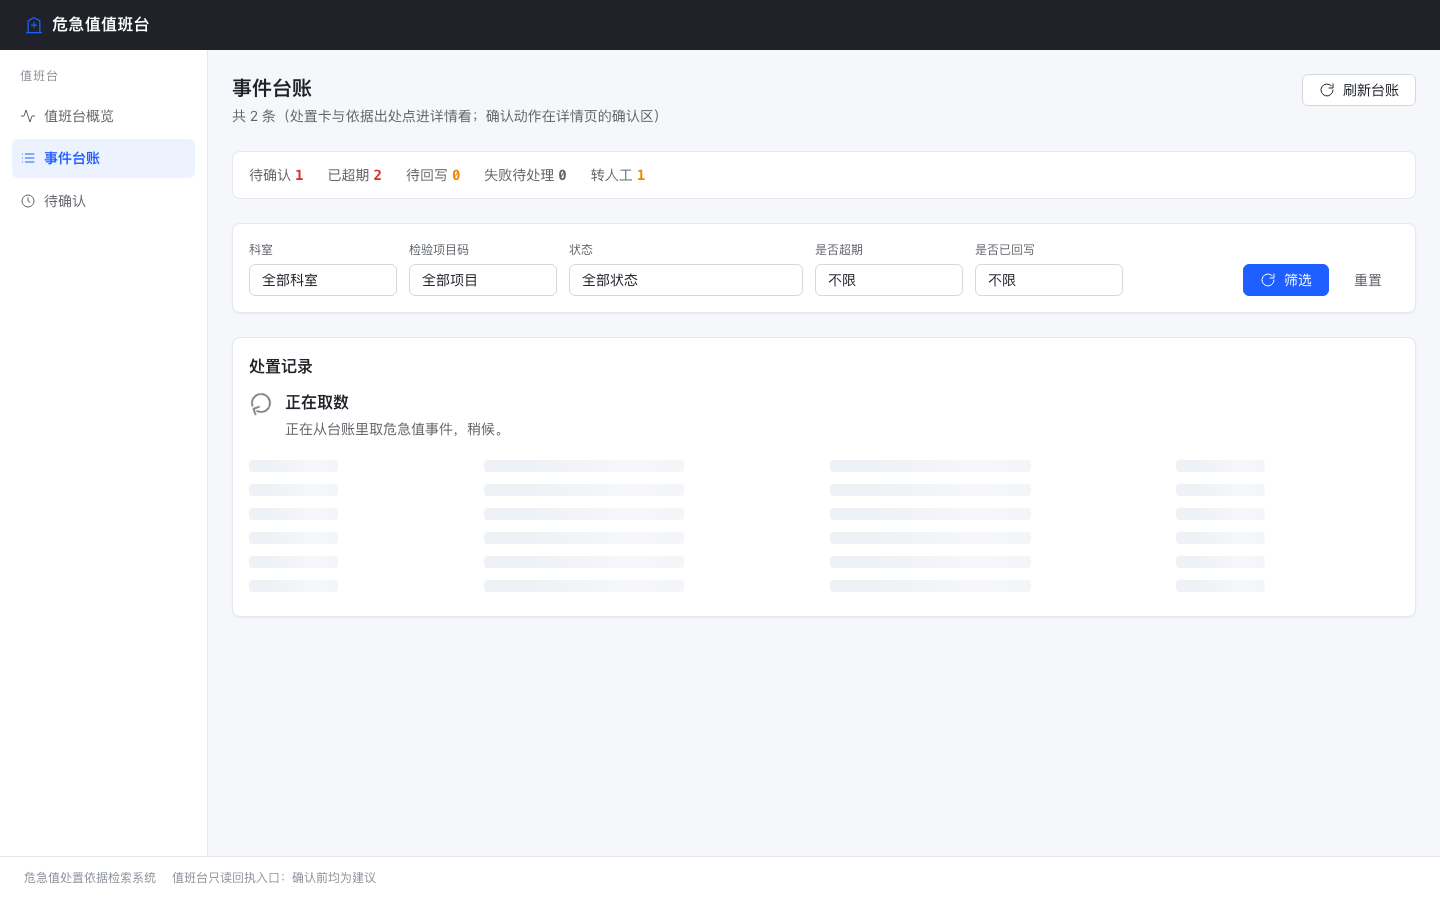 危急值值班台
值班台
值班台概览
事件台账
待确认
事件台账
共 2 条（处置卡与依据出处点进详情看；确认动作在详情页的确认区）
刷新台账
待确认 1 已超期 2 待回写 0 失败待处理 0 转人工 1
科室 检验项目码 状态 是否超期 是否已回写
全部科室 全部项目 全部状态 不限 不限 筛选 重置
处置记录
正在取数
正在从台账里取危急值事件，稍候。
危急值处置依据检索系统 值班台只读回执入口：确认前均为建议